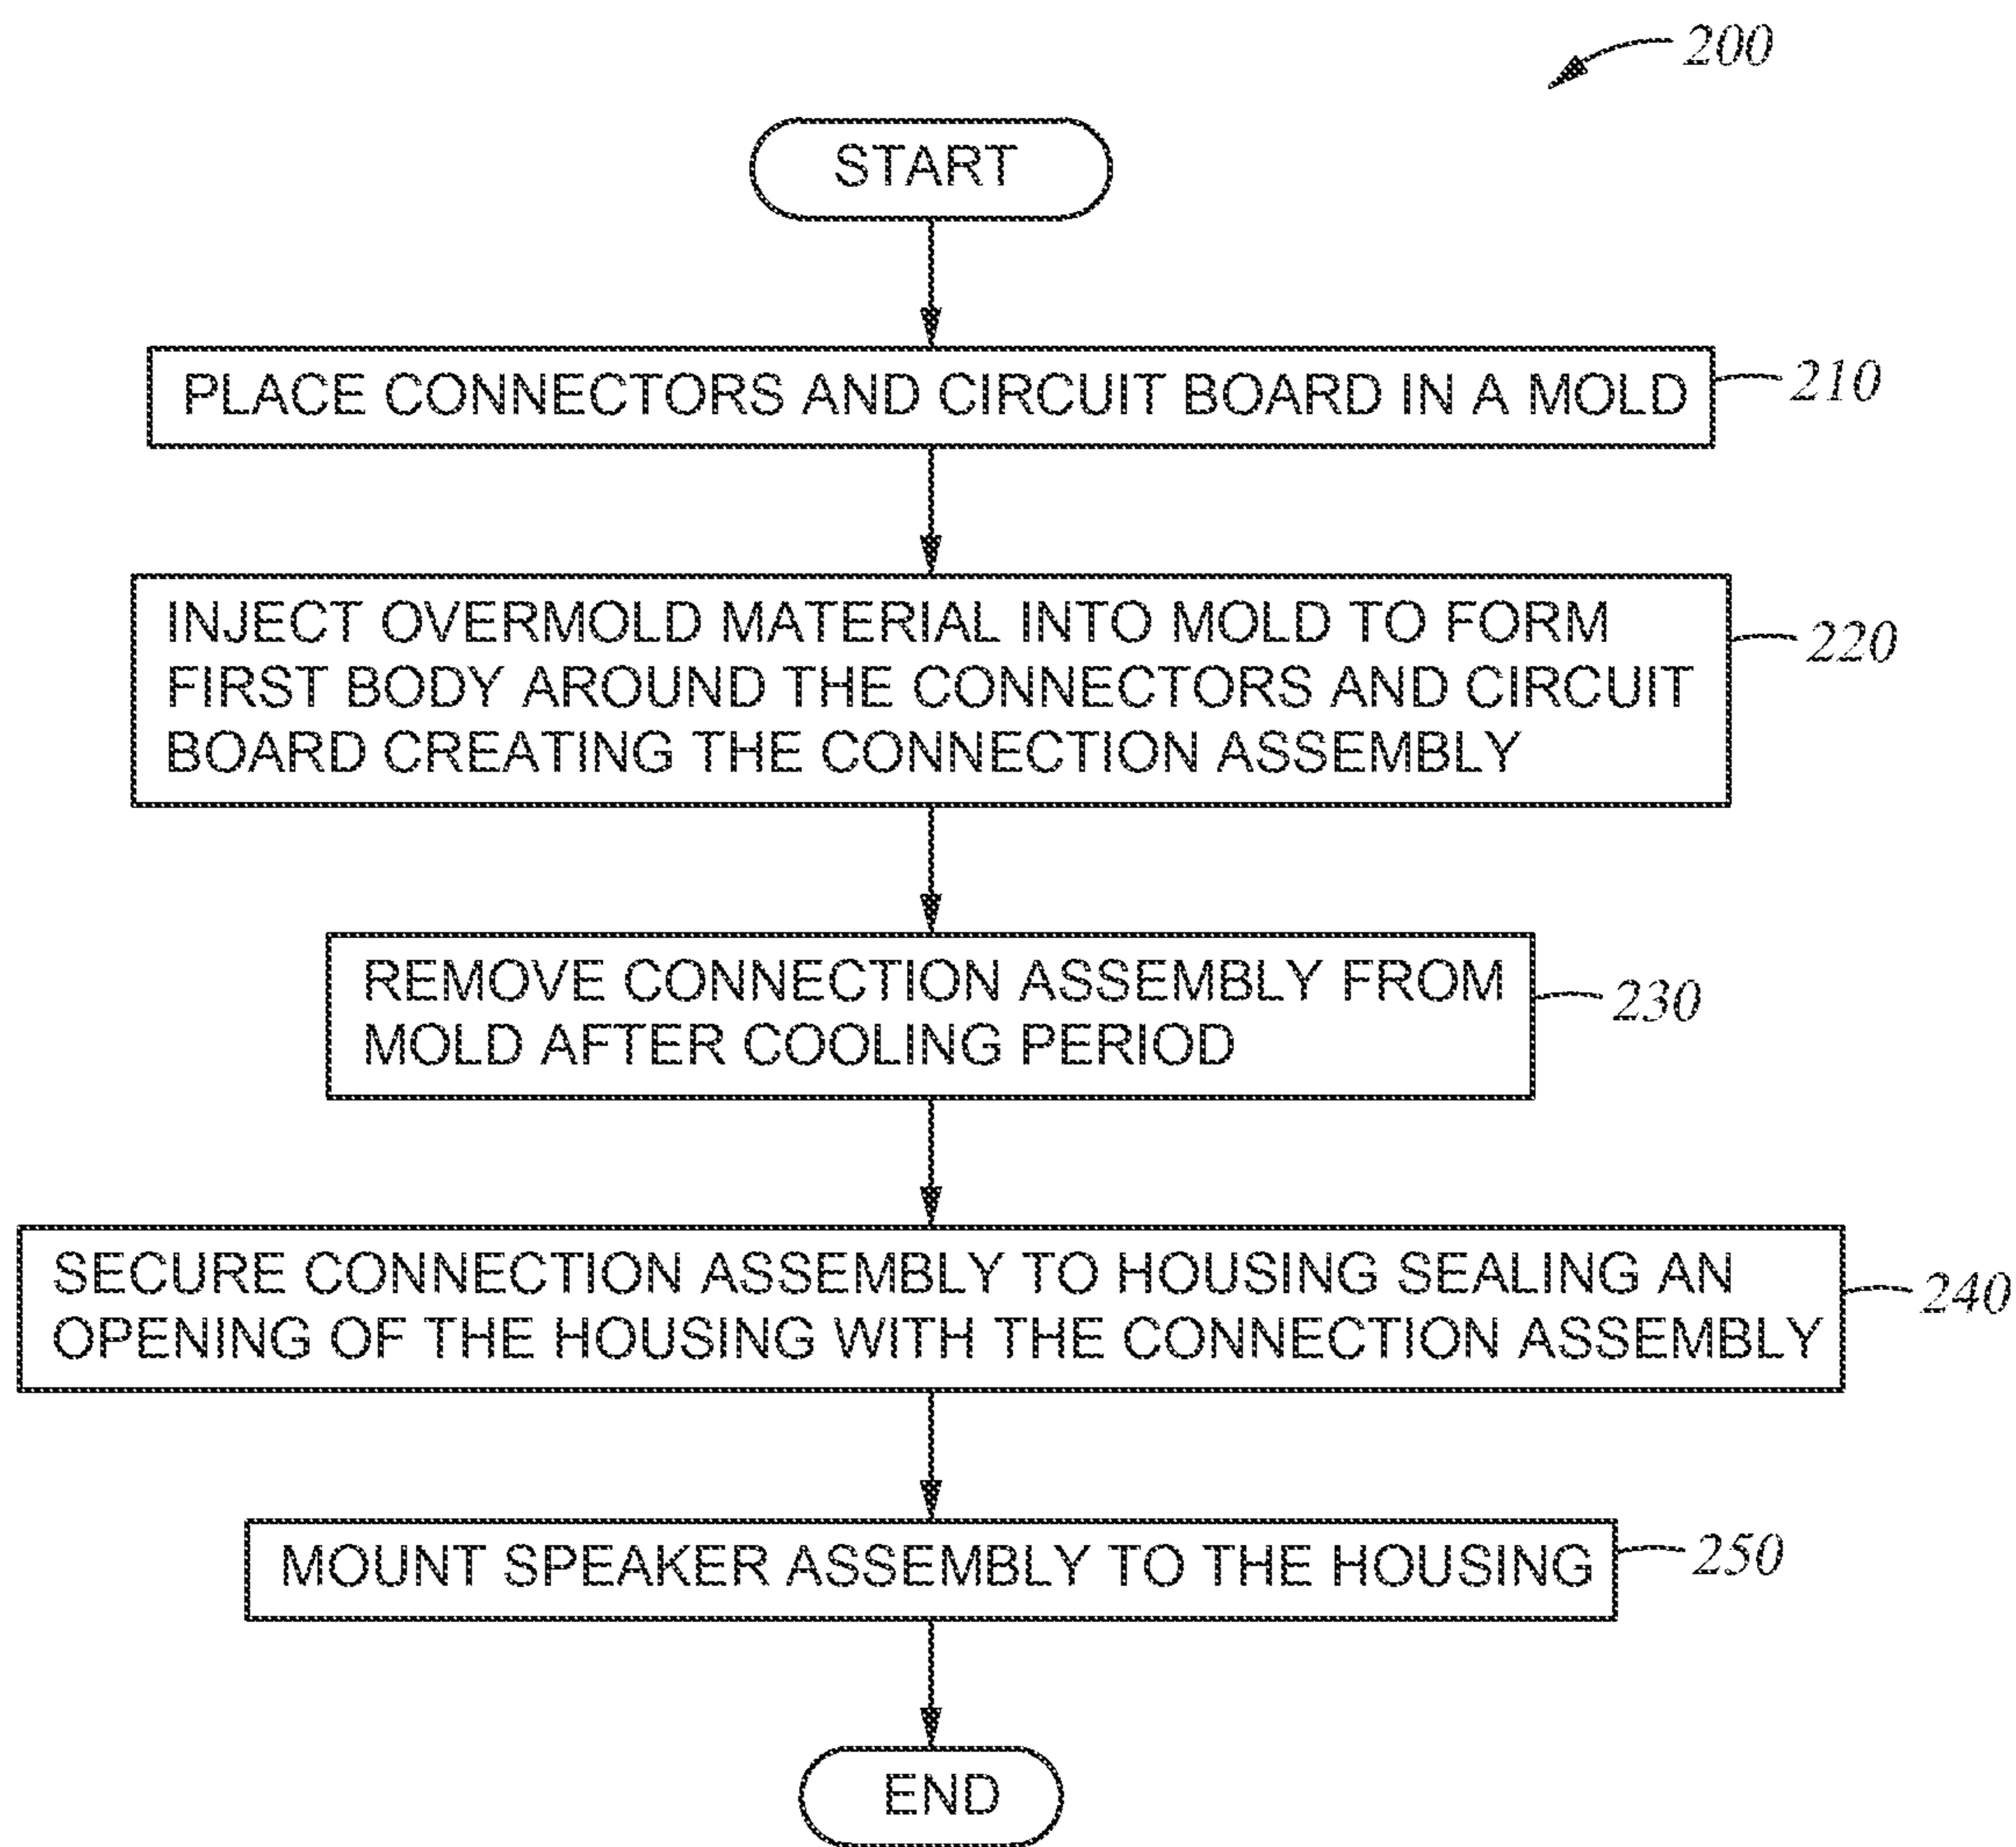 200
START
PLACE CONNECTORS AND CIRCUIT BOARD IN A MOLD
210
INJECT OVERMOLD MATERIAL INTO MOLD TO FORM
FIRST BODY AROUND THE CONNECTORS AND CIRCUIT
BOARD CREATING THE CONNECTION ASSEMBLY
220
REMOVE CONNECTION ASSEMBLY FROM
MOLD AFTER COOLING PERIOD
230
SECURE CONNECTION ASSEMBLY TO HOUSING SEALING AN
OPENING OF THE HOUSING WITH THE CONNECTION ASSEMBLY
240
MOUNT SPEAKER ASSEMBLY TO THE HOUSING
250
END